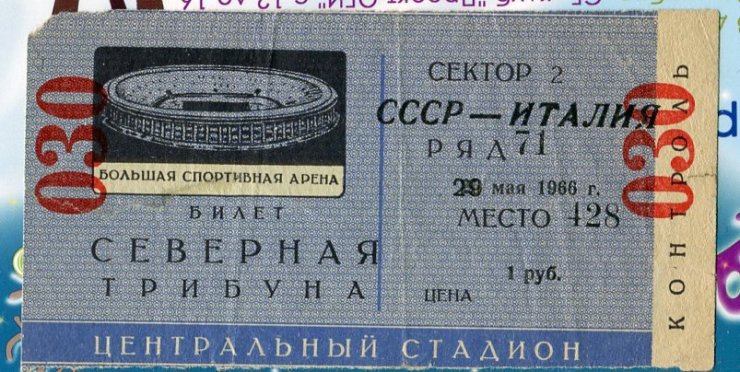 030
БОЛЬШАЯ СПОРТИВНАЯ АРЕНА
БИЛЕТ
СЕВЕРНАЯ
ТРИБУНА
СЕКТОР 2
СССР — ИТАЛИЯ
РЯД 71
29 мая 1966 г.
МЕСТО 428
1 руб.
ЦЕНА
030
КОНТРОЛЬ
ЦЕНТРАЛЬНЫЙ СТАДИОН